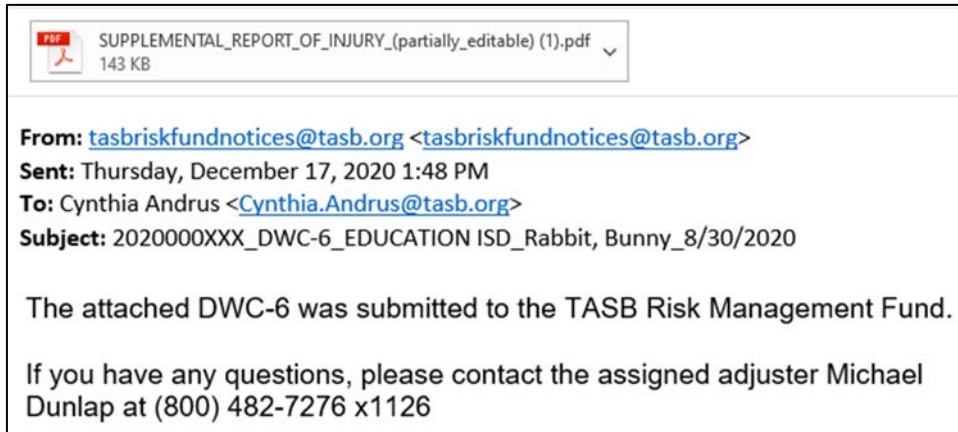 PDF
SUPPLEMENTAL_REPORT_OF_INJURY_(partially_editable) (1).pdf
143 KB
From: tasbriskfundnotices@tasb.org <tasbriskfundnotices@tasb.org>
Sent: Thursday, December 17, 2020 1:48 PM
To: Cynthia Andrus <Cynthia.Andrus@tasb.org>
Subject: 2020000XXX_DWC-6_EDUCATION ISD_Rabbit, Bunny_8/30/2020
The attached DWC-6 was submitted to the TASB Risk Management Fund.
If you have any questions, please contact the assigned adjuster Michael
Dunlap at (800) 482-7276 x1126